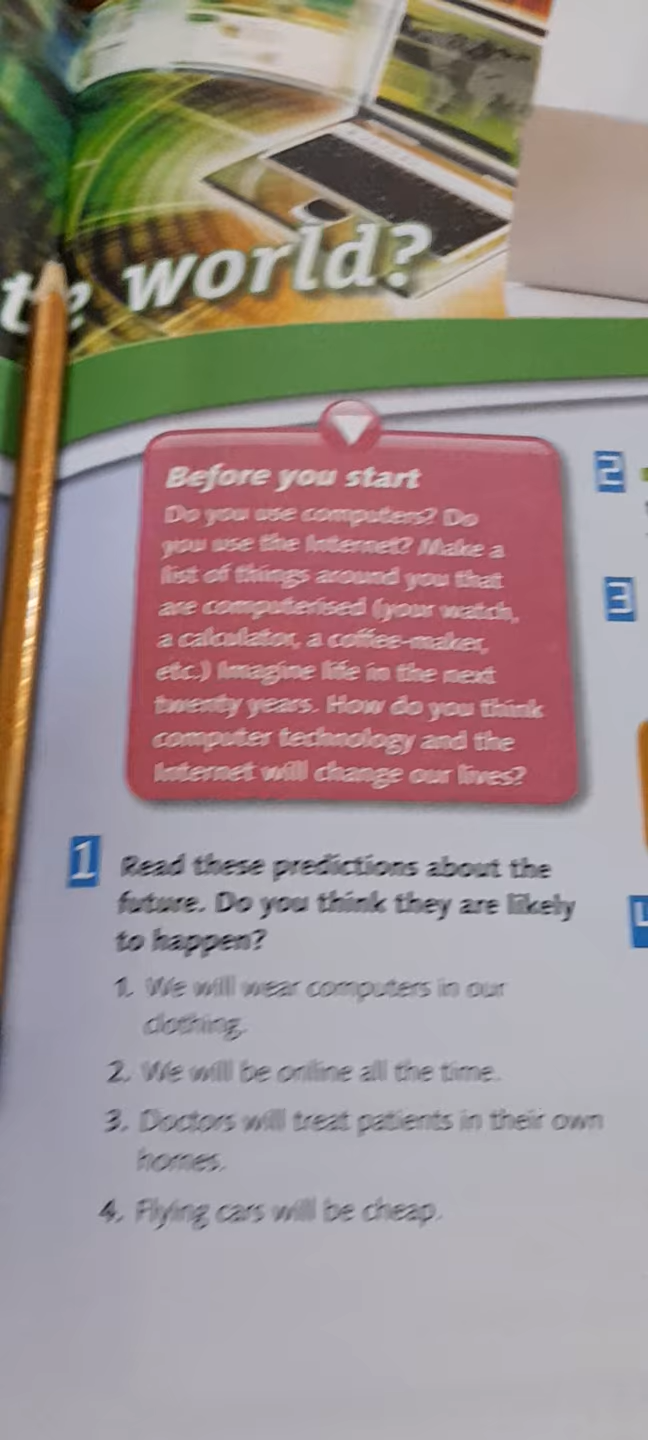 world?
Before you start
Do you use computers? Do
you use the Internet? Make a
list of things around you that
are computerised (your watch,
a calculator, a coffee-maker,
etc.) Imagine life in the next
twenty years. How do you think
computer technology and the
Internet will change our lives?
1 Read these predictions about the
future. Do you think they are likely
to happen?
1. We will wear computers in our
clothing.
2. We will be online all the time.
3. Doctors will treat patients in their own
homes.
4. Flying cars will be cheap.
2
3